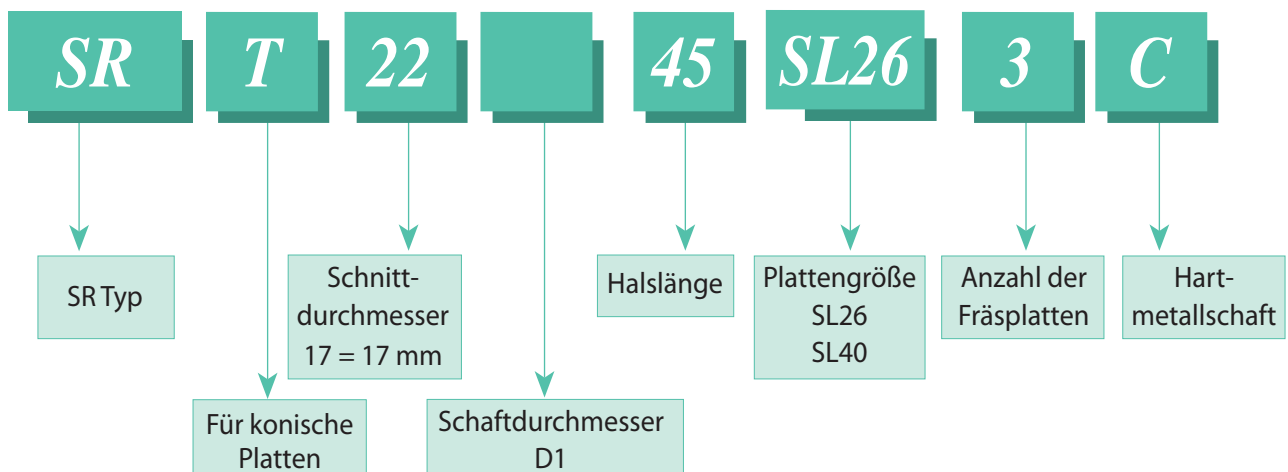 SR T 22 45 SL26 3 C
SR Typ
Für konische
Platten
Schnitt-
durchmesser
17 = 17 mm
Schaftdurchmesser
D1
Halslänge
Plattengröße
SL26
SL40
Anzahl der
Fräsplatten
Hart-
metallschaft